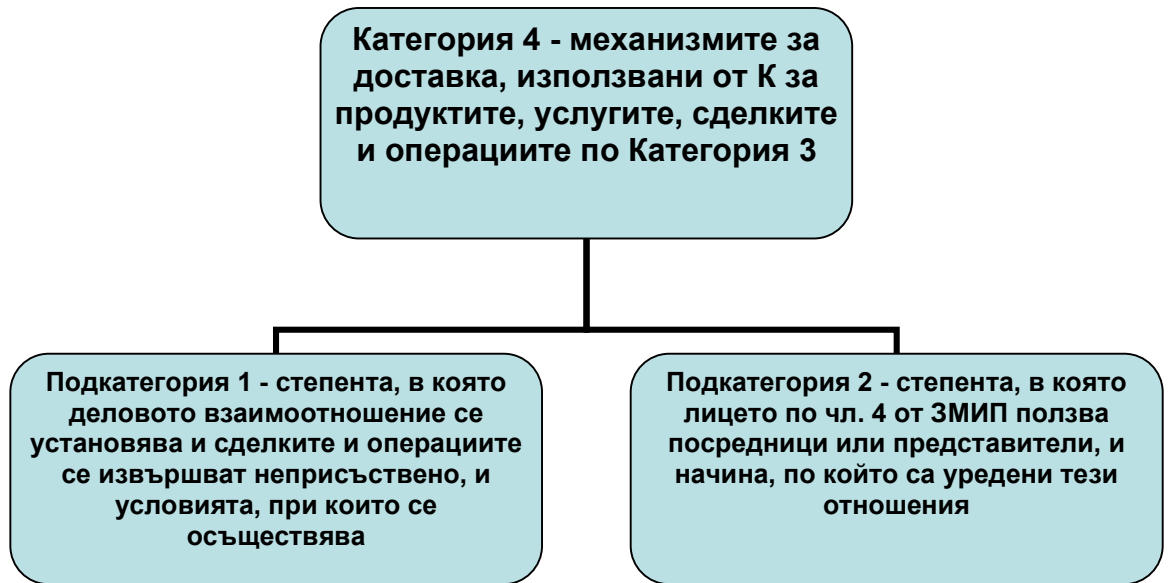 Категория 4 - механизмите за
доставка, използвани от К за
продуктите, услугите, сделките
и операциите по Категория 3
Подкатегория 1 - степента, в която
деловото взаимоотношение се
установява и сделките и операциите
се извършват неприсъствено, и
условията, при които се
осъществява
Подкатегория 2 - степента, в която
лицето по чл. 4 от ЗМИП ползва
посредници или представители, и
начина, по който са уредени тези
отношения